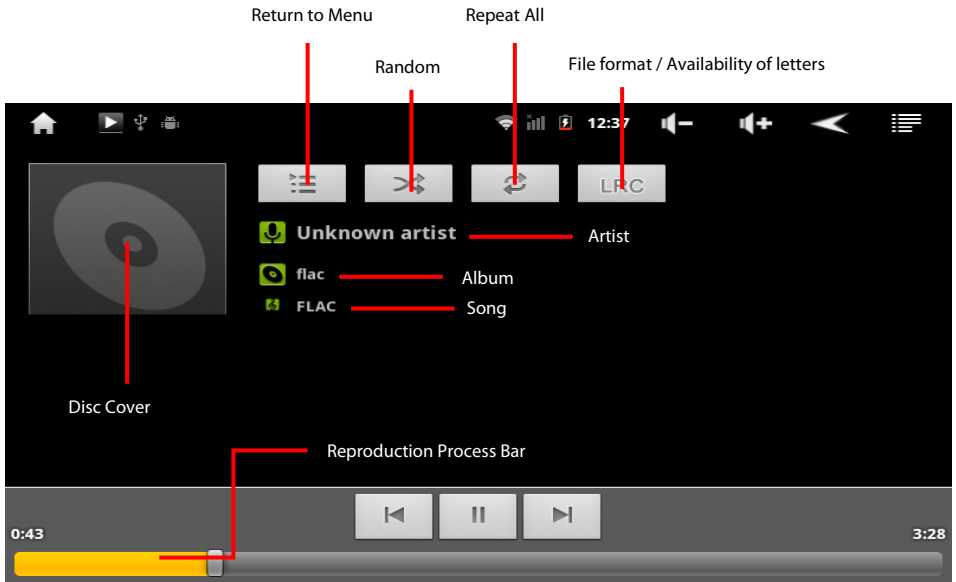 Return to Menu
Repeat All
Random
File format / Availability of letters
12:37
LRC
Unknown artist
Artist
flac
Album
FLAC
Song
Disc Cover
Reproduction Process Bar
0:43
3:28